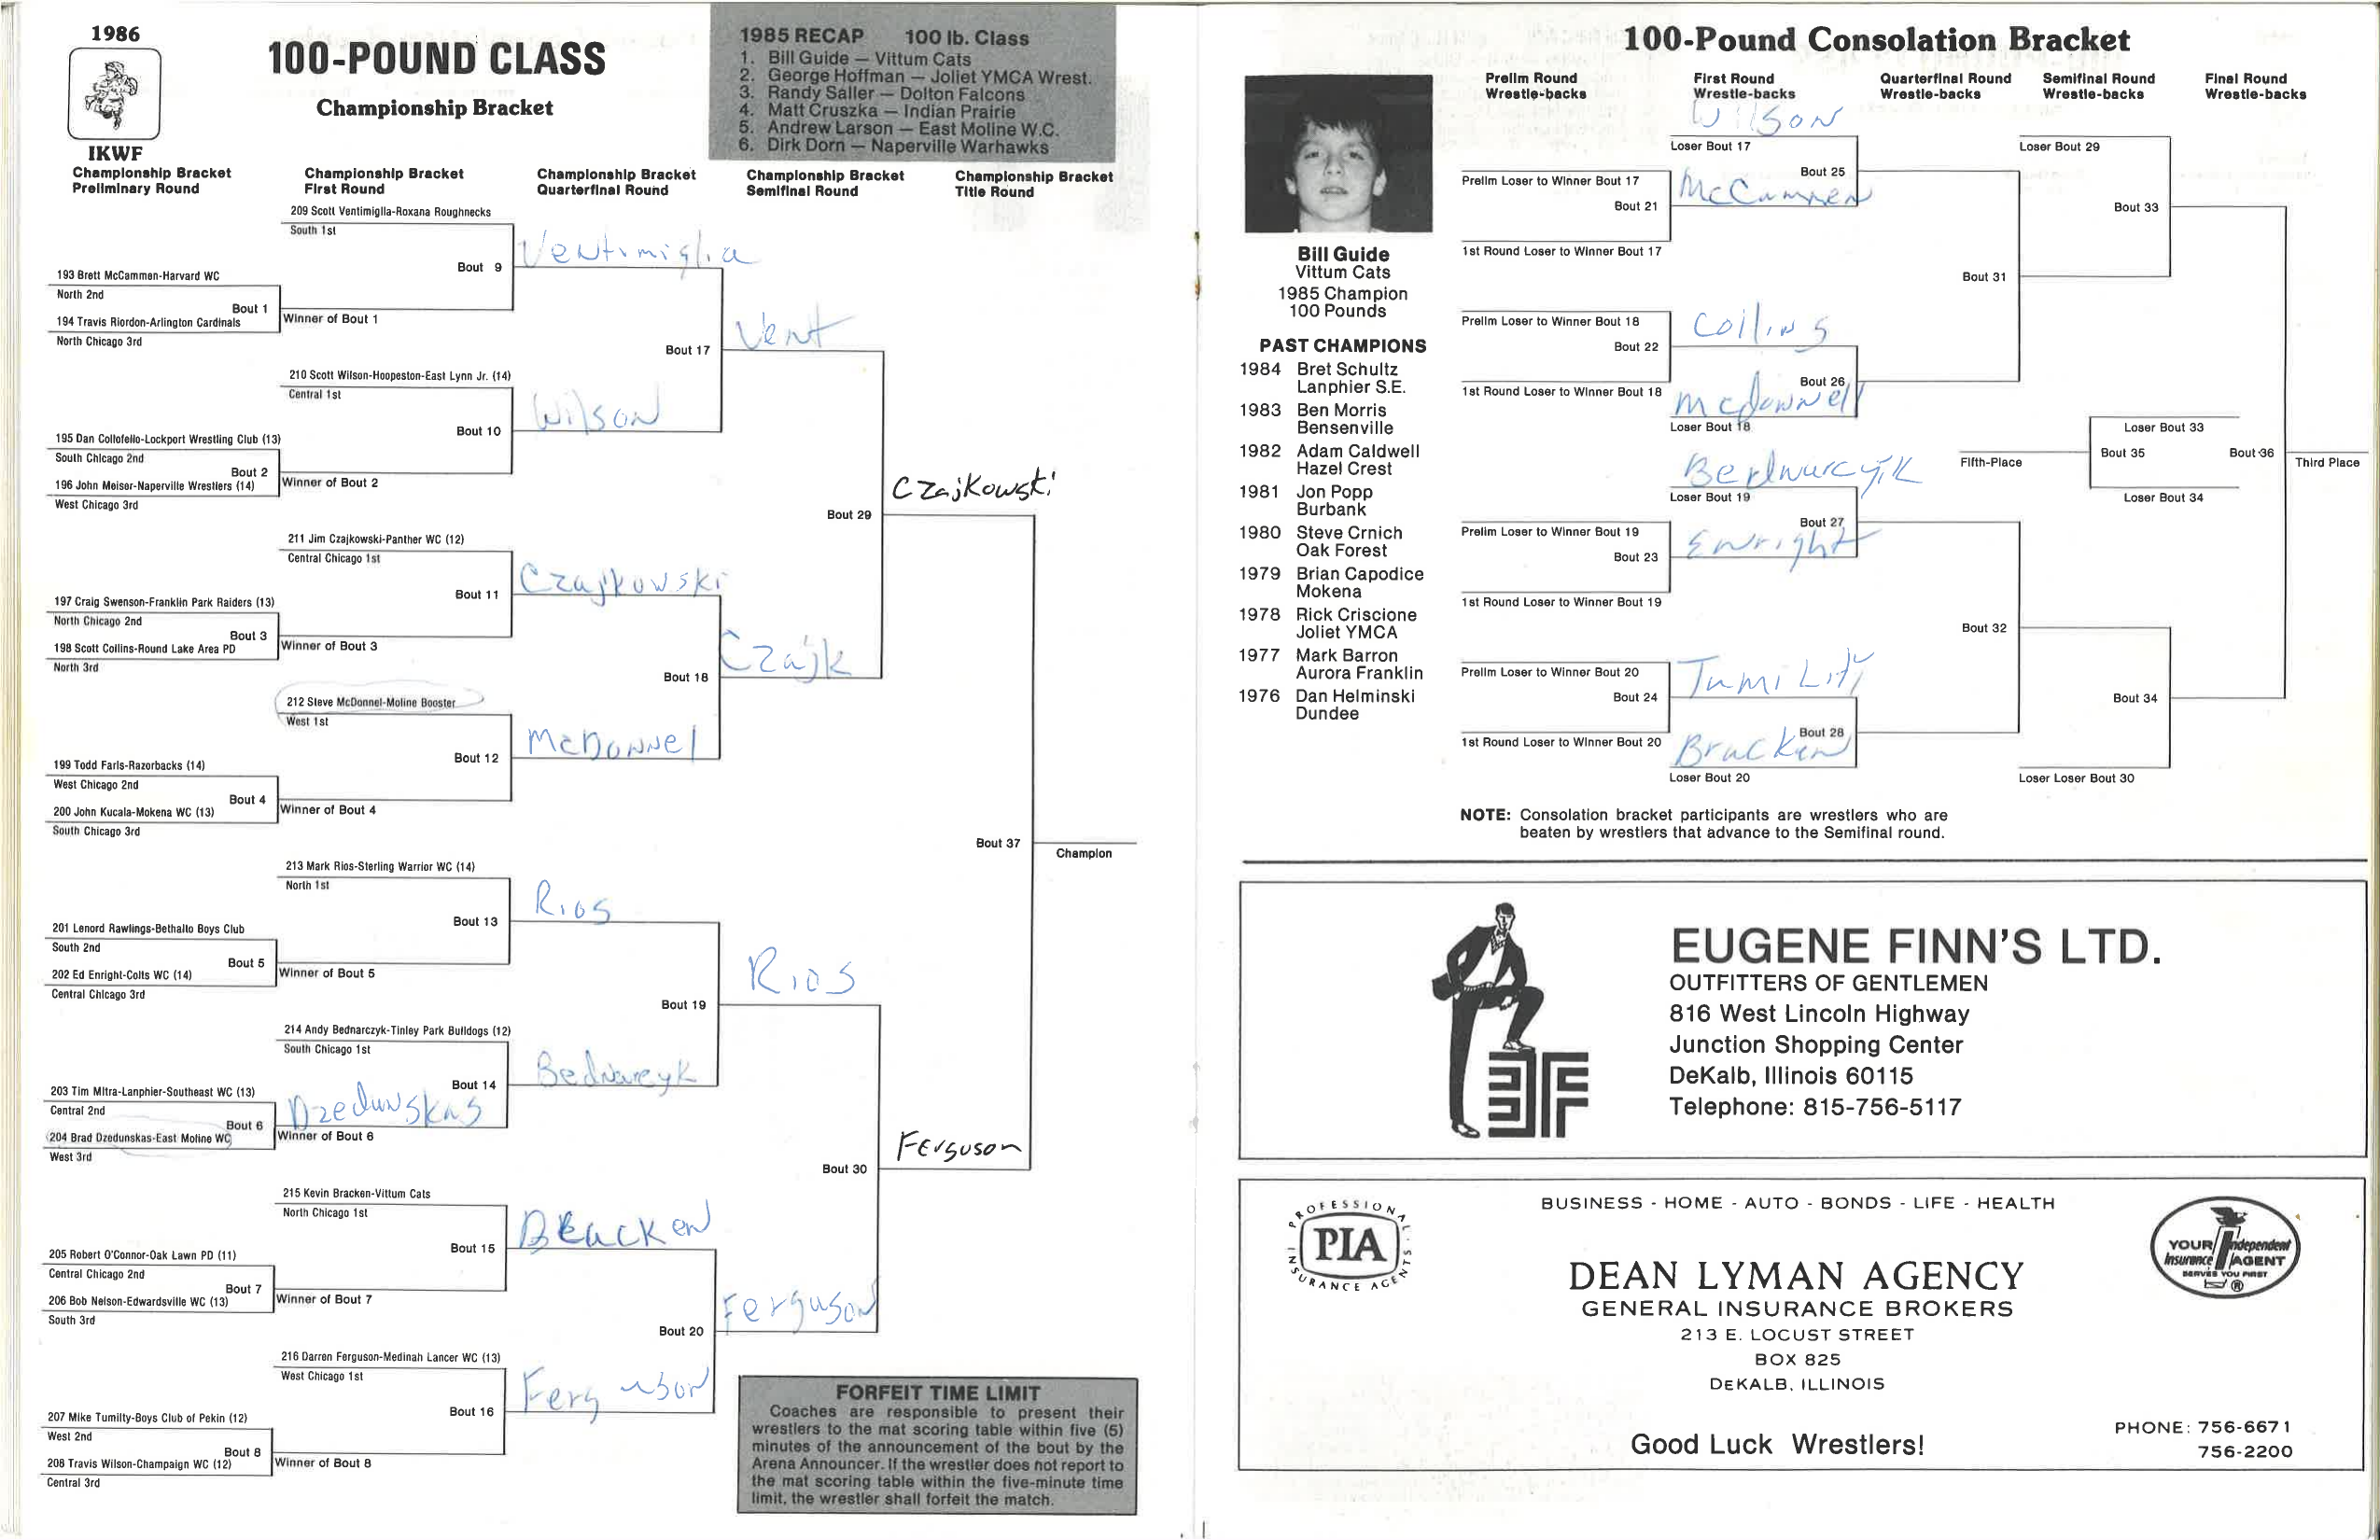 1986
IKWF
100-POUND CLASS
Championship Bracket
1985 RECAP 100 lb. Class
1. Bill Guide — Vittum Cats
2. George Hoffman — Joliet YMCA Wrest.
3. Randy Saller — Dolton Falcons
4. Matt Cruszka — Indian Prairie
5. Andrew Larson — East Moline W.C.
6. Dirk Dorn — Naperville Warhawks
Championship Bracket
Preliminary Round
Championship Bracket
First Round
Championship Bracket
Quarterfinal Round
Championship Bracket
Semifinal Round
Championship Bracket
Title Round
209 Scott Ventimiglia-Roxana Roughnecks
South 1st
Bout 9
Ventimiglia
193 Brett McCammen-Harvard WC
North 2nd
Bout 1
194 Travis Riordon-Arlington Cardinals
North Chicago 3rd
Winner of Bout 1
Bout 17
Vent
210 Scott Wilson-Hoopeston-East Lynn Jr. (14)
Central 1st
Bout 10
Wilson
195 Dan Collofello-Lockport Wrestling Club (13)
South Chicago 2nd
Bout 2
196 John Meiser-Naperville Wrestlers (14)
West Chicago 3rd
Winner of Bout 2
Bout 29
Czajkowski
211 Jim Czajkowski-Panther WC (12)
Central Chicago 1st
Bout 11
Czajkowski
197 Craig Swenson-Franklin Park Raiders (13)
North Chicago 2nd
Bout 3
198 Scott Collins-Round Lake Area PD
North 3rd
Winner of Bout 3
Bout 18
Czajk
212 Steve McDonnel-Moline Booster
West 1st
Bout 12
McDonnel
199 Todd Faris-Razorbacks (14)
West Chicago 2nd
Bout 4
200 John Kucala-Mokena WC (13)
South Chicago 3rd
Winner of Bout 4
Bout 37
Champion
213 Mark Rios-Sterling Warrior WC (14)
North 1st
Bout 13
Rios
201 Lenord Rawlings-Bethalto Boys Club
South 2nd
Bout 5
202 Ed Enright-Colts WC (14)
Central Chicago 3rd
Winner of Bout 5
Bout 19
Rios
214 Andy Bednarczyk-Tinley Park Bulldogs (12)
South Chicago 1st
Bout 14
Bednarcyk
203 Tim Mitra-Lanphier-Southeast WC (13)
Central 2nd
Bout 6
Dzedunskas
204 Brad Dzedunskas-East Moline WC
West 3rd
Winner of Bout 6
Bout 30
Ferguson
215 Kevin Bracken-Vittum Cats
North Chicago 1st
Bout 15
Bracken
205 Robert O'Connor-Oak Lawn PD (11)
Central Chicago 2nd
Bout 7
206 Bob Nelson-Edwardsville WC (13)
South 3rd
Winner of Bout 7
Bout 20
Ferguson
216 Darren Ferguson-Medinah Lancer WC (13)
West Chicago 1st
Bout 16
Ferguson
207 Mike Tumilty-Boys Club of Pekin (12)
West 2nd
Bout 8
208 Travis Wilson-Champaign WC (12)
Central 3rd
Winner of Bout 8
FORFEIT TIME LIMIT
Coaches are responsible to present their
wrestlers to the mat scoring table within five (5)
minutes of the announcement of the bout by the
Arena Announcer. If the wrestler does not report to
the mat scoring table within the five-minute time
limit, the wrestler shall forfeit the match.
100-Pound Consolation Bracket
Prelim Round
Wrestle-backs
First Round
Wrestle-backs
Quarterfinal Round
Wrestle-backs
Semifinal Round
Wrestle-backs
Final Round
Wrestle-backs
Bill Guide
Vittum Cats
1985 Champion
100 Pounds
PAST CHAMPIONS
1984 Bret Schultz
Lanphier S.E.
1983 Ben Morris
Bensenville
1982 Adam Caldwell
Hazel Crest
1981 Jon Popp
Burbank
1980 Steve Crnich
Oak Forest
1979 Brian Capodice
Mokena
1978 Rick Criscione
Joliet YMCA
1977 Mark Barron
Aurora Franklin
1976 Dan Helminski
Dundee
Wilson
Loser Bout 17
Bout 25
Prelim Loser to Winner Bout 17
Bout 21
McCammen
1st Round Loser to Winner Bout 17
Loser Bout 29
Bout 33
Bout 31
Prelim Loser to Winner Bout 18
Bout 22
Collins
1st Round Loser to Winner Bout 18
Bout 26
Mcdownell
Loser Bout 18
Bednarcyik
Loser Bout 19
Bout 27
Prelim Loser to Winner Bout 19
Bout 23
Enright
1st Round Loser to Winner Bout 19
Fifth-Place
Loser Bout 33
Bout 35
Loser Bout 34
Bout 36
Third Place
Bout 32
Prelim Loser to Winner Bout 20
Bout 24
Tumility
1st Round Loser to Winner Bout 20
Bout 28
Bracken
Loser Bout 20
Bout 34
Loser Loser Bout 30
NOTE: Consolation bracket participants are wrestlers who are
beaten by wrestlers that advance to the Semifinal round.
EUGENE FINN'S LTD.
OUTFITTERS OF GENTLEMEN
816 West Lincoln Highway
Junction Shopping Center
DeKalb, Illinois 60115
Telephone: 815-756-5117
PROFESSIONAL
PIA
INSURANCE AGENTS
BUSINESS - HOME - AUTO - BONDS - LIFE - HEALTH
DEAN LYMAN AGENCY
GENERAL INSURANCE BROKERS
213 E. LOCUST STREET
BOX 825
DEKALB, ILLINOIS
Good Luck Wrestlers!
YOUR Independent
Insurance AGENT
SERVES YOU FIRST
®
PHONE: 756-6671
756-2200